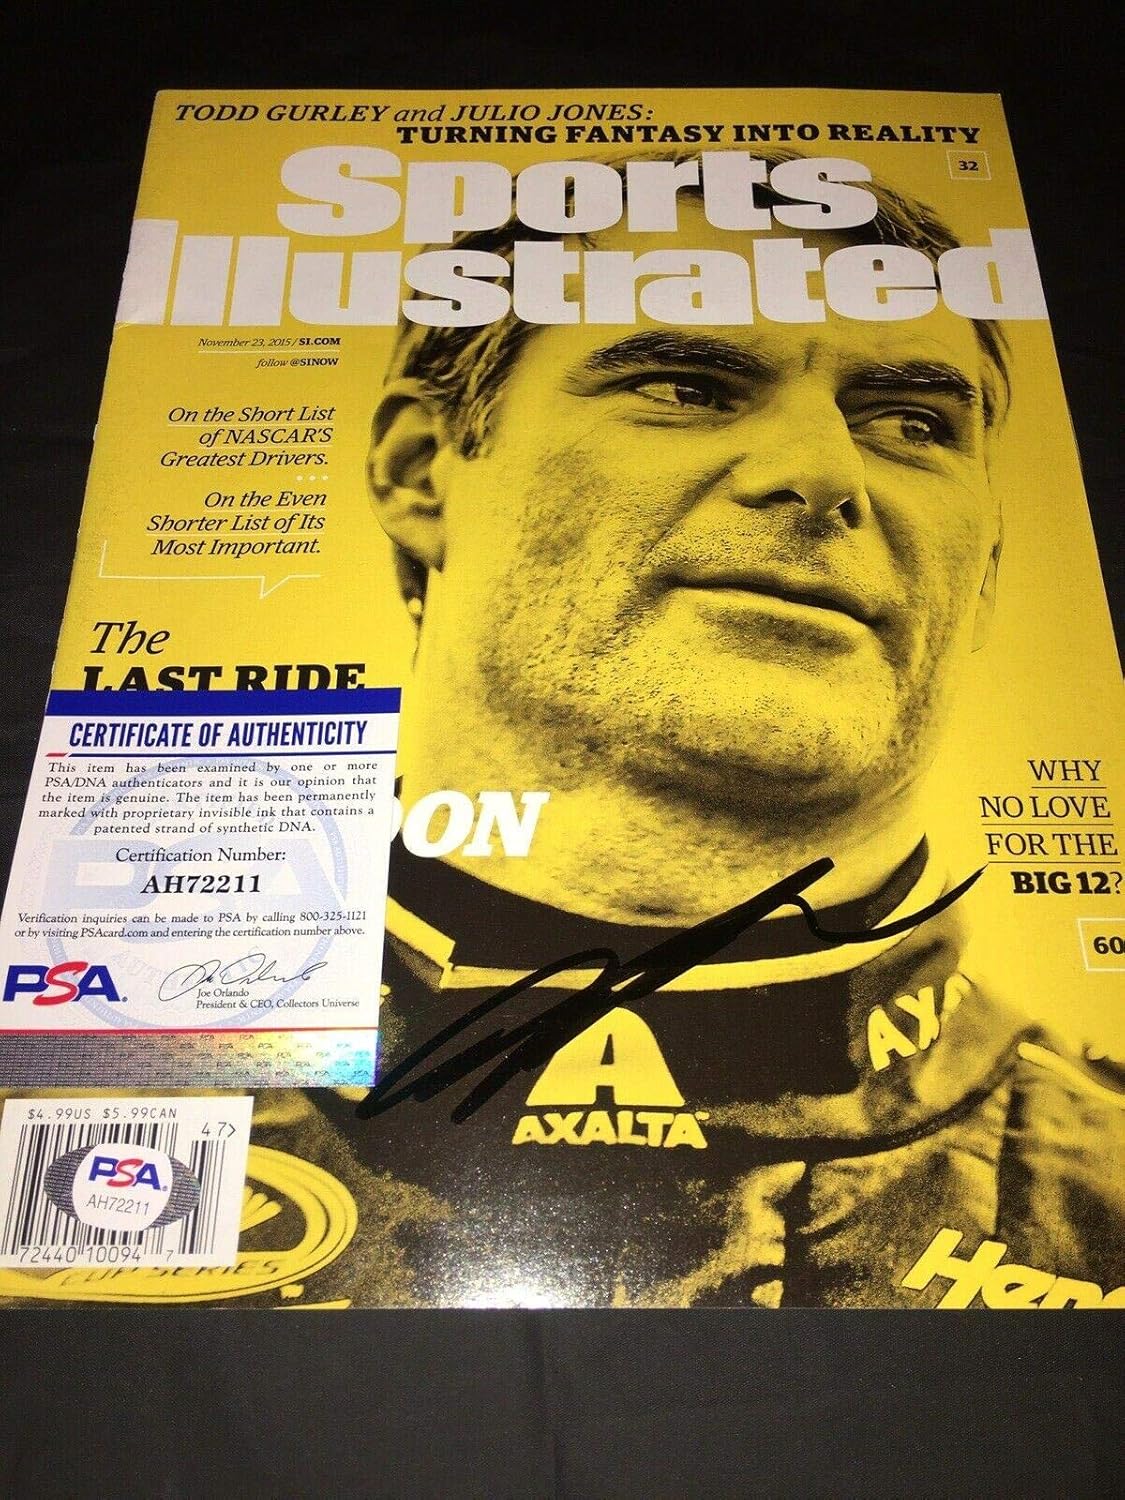 TODD GURLEY and JULIO JONES:
TURNING FANTASY INTO REALITY
32
Sports
Illustrated
November 23, 2015 / SI.COM
follow @SINOW
On the Short List
of NASCAR'S
Greatest Drivers.
...
On the Even
Shorter List of Its
Most Important.
The
LAST RIDE
DON
WHY
NO LOVE
FOR THE
BIG 12?
60
CERTIFICATE OF AUTHENTICITY
This item has been examined by one or more
PSA/DNA authenticators and it is our opinion that
the item is genuine. The item has been permanently
marked with proprietary invisible ink that contains a
patented strand of synthetic DNA.
Certification Number:
AH72211
Verification inquiries can be made to PSA by calling 800-325-1121
or by visiting PSAcard.com and entering the certification number above.
PSA.
Joe Orlando
President & CEO, Collectors Universe
A
AXALTA
AXA
$4.99US $5.99CAN
47>
PSA.
AH72211
72440 10094 7
CUP SERIES
Hen